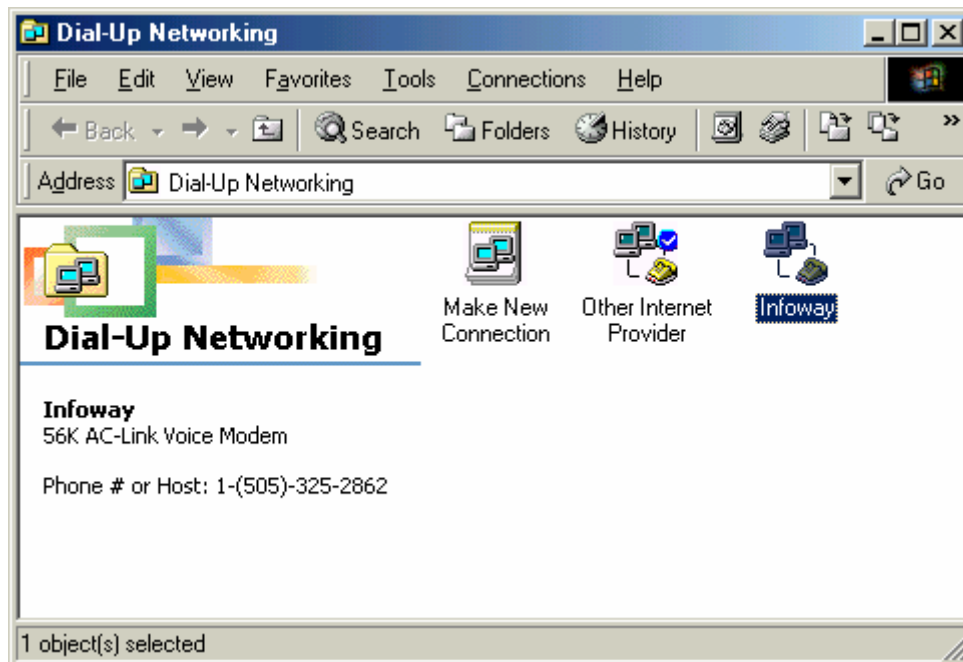 Dial-Up Networking
File Edit View Favorites Tools Connections Help
Back Search Folders History »
Address Dial-Up Networking Go
Make New Connection
Other Internet Provider
Infoway
Dial-Up Networking
Infoway
56K AC-Link Voice Modem
Phone # or Host: 1-(505)-325-2862
1 object(s) selected